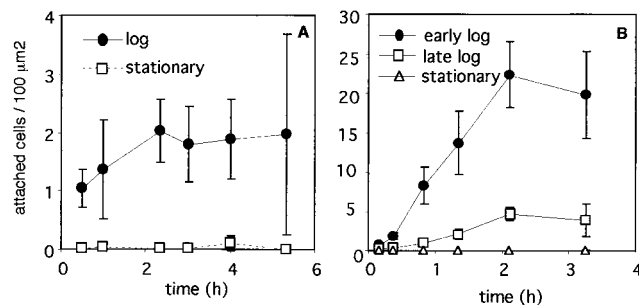 A
log
stationary
attached cells / 100 µm2
4
3
2
1
0
0 2 4 6
time (h)
B
early log
late log
stationary
30
25
20
15
10
5
0
0 1 2 3 4
time (h)